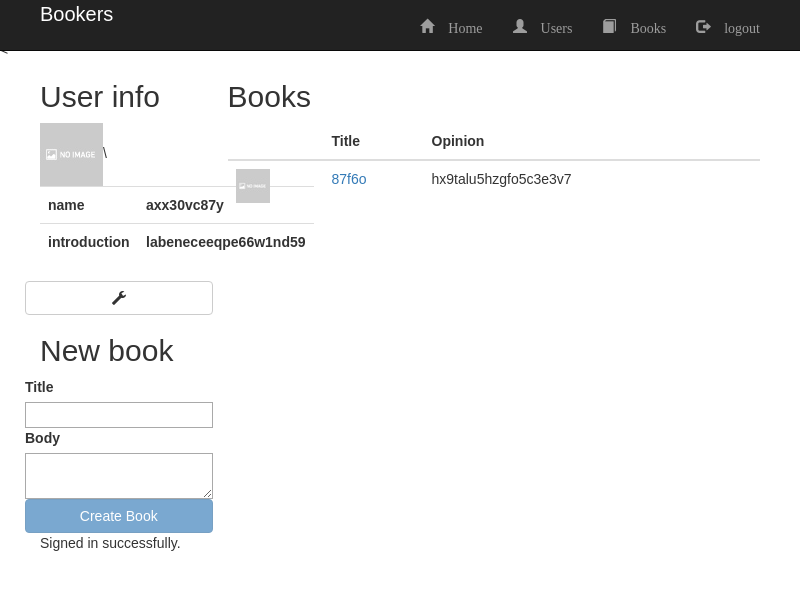 Bookers
Home Users Books logout
<
User info
NO IMAGE \
name axx30vc87y
introduction labeneceeqpe66w1nd59
New book
Title
Body
Create Book
Signed in successfully.
Books
Title Opinion
NO IMAGE 87f6o hx9talu5hzgfo5c3e3v7